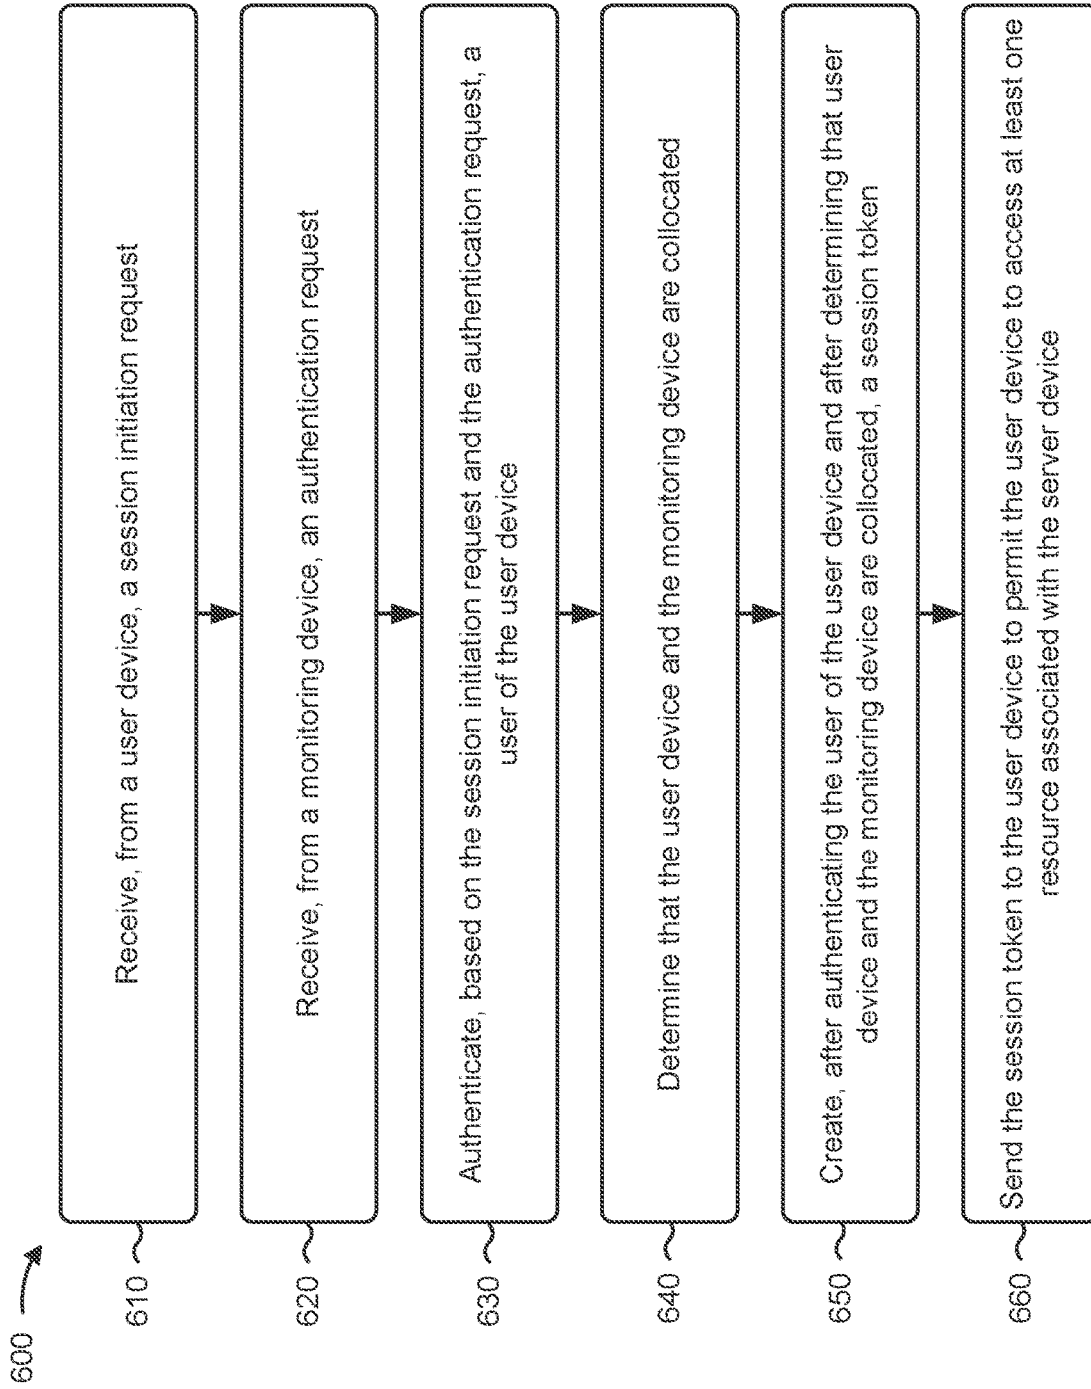 600
610
Receive, from a user device, a session initiation request
620
Receive, from a monitoring device, an authentication request
630
Authenticate, based on the session initiation request and the authentication request, a
user of the user device
640
Determine that the user device and the monitoring device are collocated
650
Create, after authenticating the user of the user device and after determining that user
device and the monitoring device are collocated, a session token
660
Send the session token to the user device to permit the user device to access at least one
resource associated with the server device